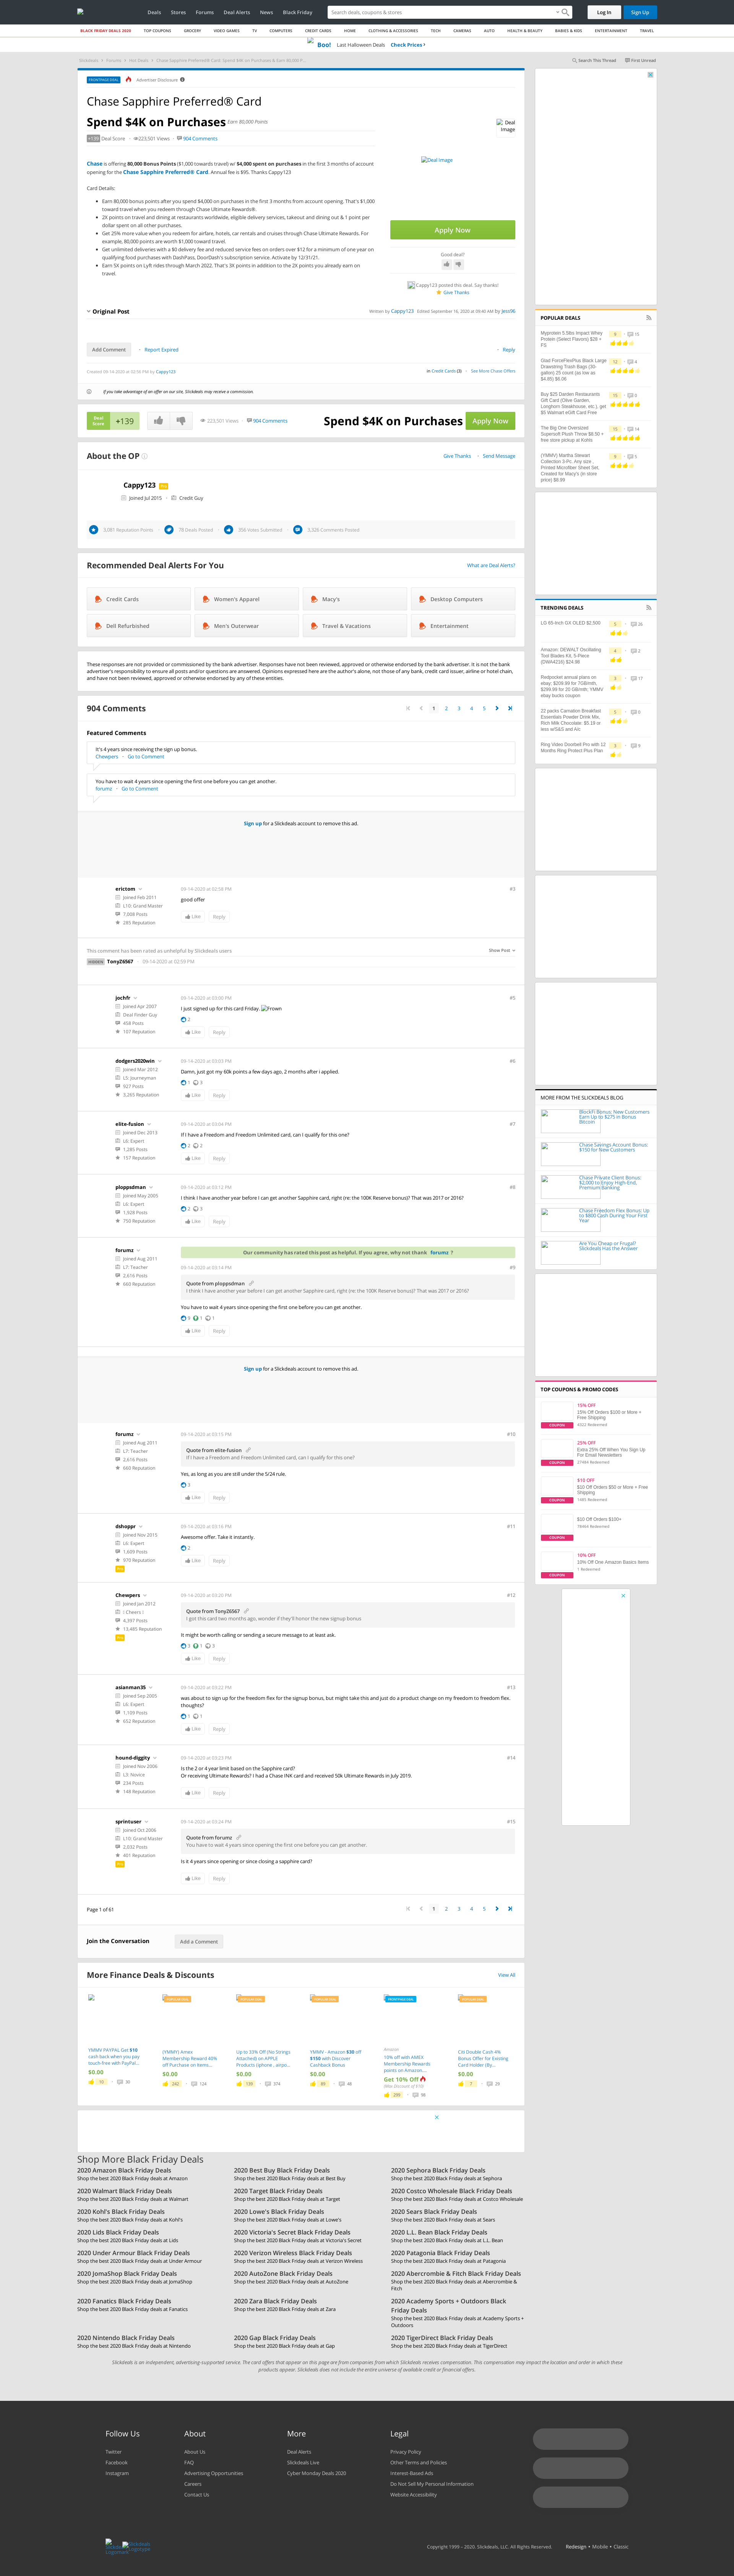 Deals Stores Forums Deal Alerts News Black Friday Search deals, coupons & stores Log In Sign Up
BLACK FRIDAY DEALS 2020 TOP COUPONS GROCERY VIDEO GAMES TV COMPUTERS CREDIT CARDS HOME CLOTHING & ACCESSORIES TECH CAMERAS AUTO HEALTH & BEAUTY BABIES & KIDS ENTERTAINMENT TRAVEL
Boo! Last Halloween Deals Check Prices
Slickdeals Forums Hot Deals Chase Sapphire Preferred® Card: Spend $4K on Purchases & Earn 80,000 P...
Search This Thread First Unread
FRONTPAGE DEAL Advertiser Disclosure
Chase Sapphire Preferred® Card
Spend $4K on Purchases Earn 80,000 Points
+139 Deal Score 223,501 Views 904 Comments
Deal Image
Chase is offering 80,000 Bonus Points ($1,000 towards travel) w/ $4,000 spent on purchases in the first 3 months of account opening for the Chase Sapphire Preferred® Card. Annual fee is $95. Thanks Cappy123
Card Details:
Earn 80,000 bonus points after you spend $4,000 on purchases in the first 3 months from account opening. That's $1,000 toward travel when you redeem through Chase Ultimate Rewards®.
2X points on travel and dining at restaurants worldwide, eligible delivery services, takeout and dining out & 1 point per dollar spent on all other purchases.
Get 25% more value when you redeem for airfare, hotels, car rentals and cruises through Chase Ultimate Rewards. For example, 80,000 points are worth $1,000 toward travel.
Get unlimited deliveries with a $0 delivery fee and reduced service fees on orders over $12 for a minimum of one year on qualifying food purchases with DashPass, DoorDash's subscription service. Activate by 12/31/21.
Earn 5X points on Lyft rides through March 2022. That's 3X points in addition to the 2X points you already earn on travel.
Deal Image
Apply Now
Good deal?
Cappy123 posted this deal. Say thanks!
Give Thanks
Original Post
Written by Cappy123 Edited September 16, 2020 at 09:40 AM by Jess96
Add Comment Report Expired Reply
Created 09-14-2020 at 02:56 PM by Cappy123
Credit Cards (3) See More Chase Offers
If you take advantage of an offer on our site, Slickdeals may receive a commission.
Deal Score +139 223,501 Views 904 Comments Spend $4K on Purchases Apply Now
About the OP Give Thanks Send Message
Cappy123 Pro
Joined Jul 2015 Credit Guy
3,081 Reputation Points 78 Deals Posted 356 Votes Submitted 5,326 Comments Posted
Recommended Deal Alerts For You What are Deal Alerts?
Credit Cards Women's Apparel Macy's Desktop Computers
Dell Refurbished Men's Outerwear Travel & Vacations Entertainment
These responses are not provided or commissioned by the bank advertiser. Responses have not been reviewed, approved or otherwise endorsed by the bank advertiser. It is not the bank advertiser's responsibility to ensure all posts and/or questions are answered. Opinions expressed here are the author's alone, not those of any bank, credit card issuer, airline or hotel chain, and have not been reviewed, approved or otherwise endorsed by any of these entities.
904 Comments 1 2 3 4 5
Featured Comments
It's 4 years since receiving the sign up bonus.
Chewpers Go to Comment
You have to wait 4 years since opening the first one before you can get another.
forumz Go to Comment
Sign up for a Slickdeals account to remove this ad.
erictom 09-14-2020 at 02:58 PM #3
Joined Feb 2011
L10: Grand Master
7,008 Posts
285 Reputation
good offer
Like Reply
This comment has been rated as unhelpful by Slickdeals users Show Post
TonyZ6567 09-14-2020 at 02:59 PM
jochfr 09-14-2020 at 03:00 PM #5
Joined Apr 2007
Deel Finder Guy
458 Posts
107 Reputation
I just signed up for this card Friday. Frown
2
Like Reply
dodgers2020win 09-14-2020 at 03:03 PM #6
Joined Mar 2012
L5: Journeyman
927 Posts
3,265 Reputation
Damn, just got my 60k points a few days ago, 2 months after i applied.
1 3
Like Reply
elite-fusion 09-14-2020 at 03:04 PM #7
Joined Dec 2013
L6: Expert
1,285 Posts
157 Reputation
If I have a Freedom and Freedom Unlimited card, can I qualify for this one?
2 2
Like Reply
ploppsdman 09-14-2020 at 03:12 PM #8
Joined May 2005
L6: Expert
1,928 Posts
750 Reputation
I think I have another year before I can get another Sapphire card, right (re: the 100K Reserve bonus)? That was 2017 or 2016?
2 3
Like Reply
forumz
Joined Aug 2011
L7: Teacher
2,616 Posts
660 Reputation
Our community has rated this post as helpful. If you agree, why not thank forumz ?
09-14-2020 at 03:14 PM #9
Quote from ploppsdman
I think I have another year before I can get another Sapphire card, right (re: the 100K Reserve bonus)? That was 2017 or 2016?
You have to wait 4 years since opening the first one before you can get another.
9 1 1
Like Reply
Sign up for a Slickdeals account to remove this ad.
forumz 09-14-2020 at 03:15 PM #10
Joined Aug 2011
L7: Teacher
2,616 Posts
660 Reputation
Quote from elite-fusion
If I have a Freedom and Freedom Unlimited card, can I qualify for this one?
Yes, as long as you are still under the 5/24 rule.
3
Like Reply
dshoppr 09-14-2020 at 03:16 PM #11
Joined Nov 2015
L6: Expert
1,609 Posts
978 Reputation
Pro
Awesome offer. Take it instantly..
2
Like Reply
Chewpers 09-14-2020 at 03:20 PM #12
Joined Jan 2012
! Cheers !
4,397 Posts
13,485 Reputation
Pro
Quote from TonyZ6567
I got this card two months ago, wonder if they'll honor the new signup bonus
It might be worth calling or sending a secure message to at least ask.
3 1 3
Like Reply
asianman35 09-14-2020 at 03:22 PM #13
Joined Sep 2005
L6: Expert
1,109 Posts
652 Reputation
was about to sign up for the freedom flex for the signup bonus, but might take this and just do a product change on my freedom to freedom flex. thoughts?
1 1
Like Reply
hound-diggity 09-14-2020 at 03:23 PM #14
Joined Nov 2006
L3: Novice
234 Posts
148 Reputation
Is the 2 or 4 year limit based on the Sapphire card?
Or receiving Ultimate Rewards? I had a Chase INK card and received 50k Ultimate Rewards in July 2019.
Like Reply
sprintuser 09-14-2020 at 03:24 PM #15
Joined Oct 2006
L10: Grand Master
2,032 Posts
401 Reputation
Pro
Quote from forumz
You have to wait 4 years since opening the first one before you can get another.
Is it 4 years since opening or since closing a sapphire card?
Like Reply
Page 1 of 61 1 2 3 4 5
Join the Conversation Add a Comment
More Finance Deals & Discounts View All
YMMV PAYPAL Get $10 cash back when you pay touch-free with PayPal...
$0.00
(YMMV) Amex Membership Reward 40% off Purchase on Items...
$0.00
Up to 33% Off (No Strings Attached) on APPLE Products (iphone , airpo...
$0.00
YMMV - Amazon $30 off $150 with Discover Cashback Bonus
$0.00
FRONTPAGE DEAL
Amazon
10% off with AMEX Membership Rewards points on Amazon....
Get 10% Off
Citi Double Cash 4% Bonus Offer for Existing Card Holder (By...
$0.00
Shop More Black Friday Deals
2020 Amazon Black Friday Deals
Shop the best 2020 Black Friday deals at Amazon
2020 Best Buy Black Friday Deals
Shop the best 2020 Black Friday deals at Best Buy
2020 Sephora Black Friday Deals
Shop the best 2020 Black Friday deals at Sephora
2020 Walmart Black Friday Deals
Shop the best 2020 Black Friday deals at Walmart
2020 Target Black Friday Deals
Shop the best 2020 Black Friday deals at Target
2020 Costco Wholesale Black Friday Deals
Shop the best 2020 Black Friday deals at Costco Wholesale
2020 Kohl's Black Friday Deals
Shop the best 2020 Black Friday deals at Kohl's
2020 Lowe's Black Friday Deals
Shop the best 2020 Black Friday deals at Lowe's
2020 Sears Black Friday Deals
Shop the best 2020 Black Friday deals at Sears
2020 Lids Black Friday Deals
Shop the best 2020 Black Friday deals at Lids
2020 Victoria's Secret Black Friday Deals
Shop the best 2020 Black Friday deals at Victoria's Secret
2020 L.L. Bean Black Friday Deals
Shop the best 2020 Black Friday deals at L.L. Bean
2020 Under Armour Black Friday Deals
Shop the best 2020 Black Friday deals at Under Armour
2020 Verizon Wireless Black Friday Deals
Shop the best 2020 Black Friday deals at Verizon Wireless
2020 Patagonia Black Friday Deals
Shop the best 2020 Black Friday deals at Patagonia
2020 JomaShop Black Friday Deals
Shop the best 2020 Black Friday deals at JomaShop
2020 AutoZone Black Friday Deals
Shop the best 2020 Black Friday deals at AutoZone
2020 Abercrombie & Fitch Black Friday Deals
Shop the best 2020 Black Friday deals at Abercrombie & Fitch
2020 Fanatics Black Friday Deals
Shop the best 2020 Black Friday deals at Fanatics
2020 Zara Black Friday Deals
Shop the best 2020 Black Friday deals at Zara
2020 Academy Sports + Outdoors Black Friday Deals
Shop the best 2020 Black Friday deals at Academy Sports + Outdoors
2020 Nintendo Black Friday Deals
Shop the best 2020 Black Friday deals at Nintendo
2020 Gap Black Friday Deals
Shop the best 2020 Black Friday deals at Gap
2020 TigerDirect Black Friday Deals
Shop the best 2020 Black Friday deals at TigerDirect
Slickdeals is an independent, advertising-supported service. The card offers that appear on this page are from companies from which Slickdeals receives compensation. This compensation may impact the location and order in which these products appear. Slickdeals does not include the entire universe of available credit or financial offers.
POPULAR DEALS
Myprotein 5.5lbs Impact Whey Protein (Select Flavors) $28 + FS
Glad ForceFlexPlus Black Large Drawstring Trash Bags (30-gallon) 25 count (as low as $4.85) $6.06
Buy $25 Darden Restaurants Gift Card (Olive Garden, Longhorn Steakhouse, etc.), get $5 Walmart eGift Card Free
The Big One Oversized Supersoft Plush Throw $8.50 + free store pickup at Kohls
(YMMV) Martha Stewart Collection 3-Pc. Any size , Printed Microfiber Sheet Set, Created for Macy's (in store price) $8.99
TRENDING DEALS
LG 65-Inch GX OLED $2,500
Amazon: DEWALT Oscillating Tool Blades Kit, 5-Piece (DWA4216) $24.98
Redpocket annual plans on ebay, $209.99 for 7GB/mth, $299.99 for 20 GB/mth; YMMV ebay bucks coupon
22 packs Carnation Breakfast Essentials Powder Drink Mix, Rich Milk Chocolate: $5.19 or less w/S&S and A/c
Ring Video Doorbell Pro with 12 Months Ring Protect Plus Plan
MORE FROM THE SLICKDEALS BLOG
BlockFi Bonus: New Customers Earn Up to $275 in Bonus Bitcoin
Chase Savings Account Bonus: $150 for New Customers
Chase Private Client Bonus: $2,000 to Enjoy High-End, Premium Banking
Chase Freedom Flex Bonus: Up to $800 Cash During Your First Year
Are You Cheap or Frugal? Slickdeals Has the Answer
TOP COUPONS & PROMO CODES
15% OFF
15% Off Orders $100 or More + Free Shipping
COUPON
25% OFF
Extra 25% Off When You Sign Up For Email Newsletters
COUPON
$10 OFF
$10 Off Orders $50 or More + Free Shipping
COUPON
$10 Off Orders $100+
COUPON
10% OFF
10% Off One Amazon Basics Items
1 Redeemed
COUPON
Follow Us
Twitter
Facebook
Instagram
About
About Us
FAQ
Advertising Opportunities
Careers
Contact Us
More
Deal Alerts
Slickdeals Live
Cyber Monday Deals 2020
Legal
Privacy Policy
Other Terms and Policies
Interest-Based Ads
Do Not Sell My Personal Information
Website Accessibility
Copyright 1999 - 2020, Slickdeals, LLC. All Rights Reserved. Redesign • Mobile • Classic